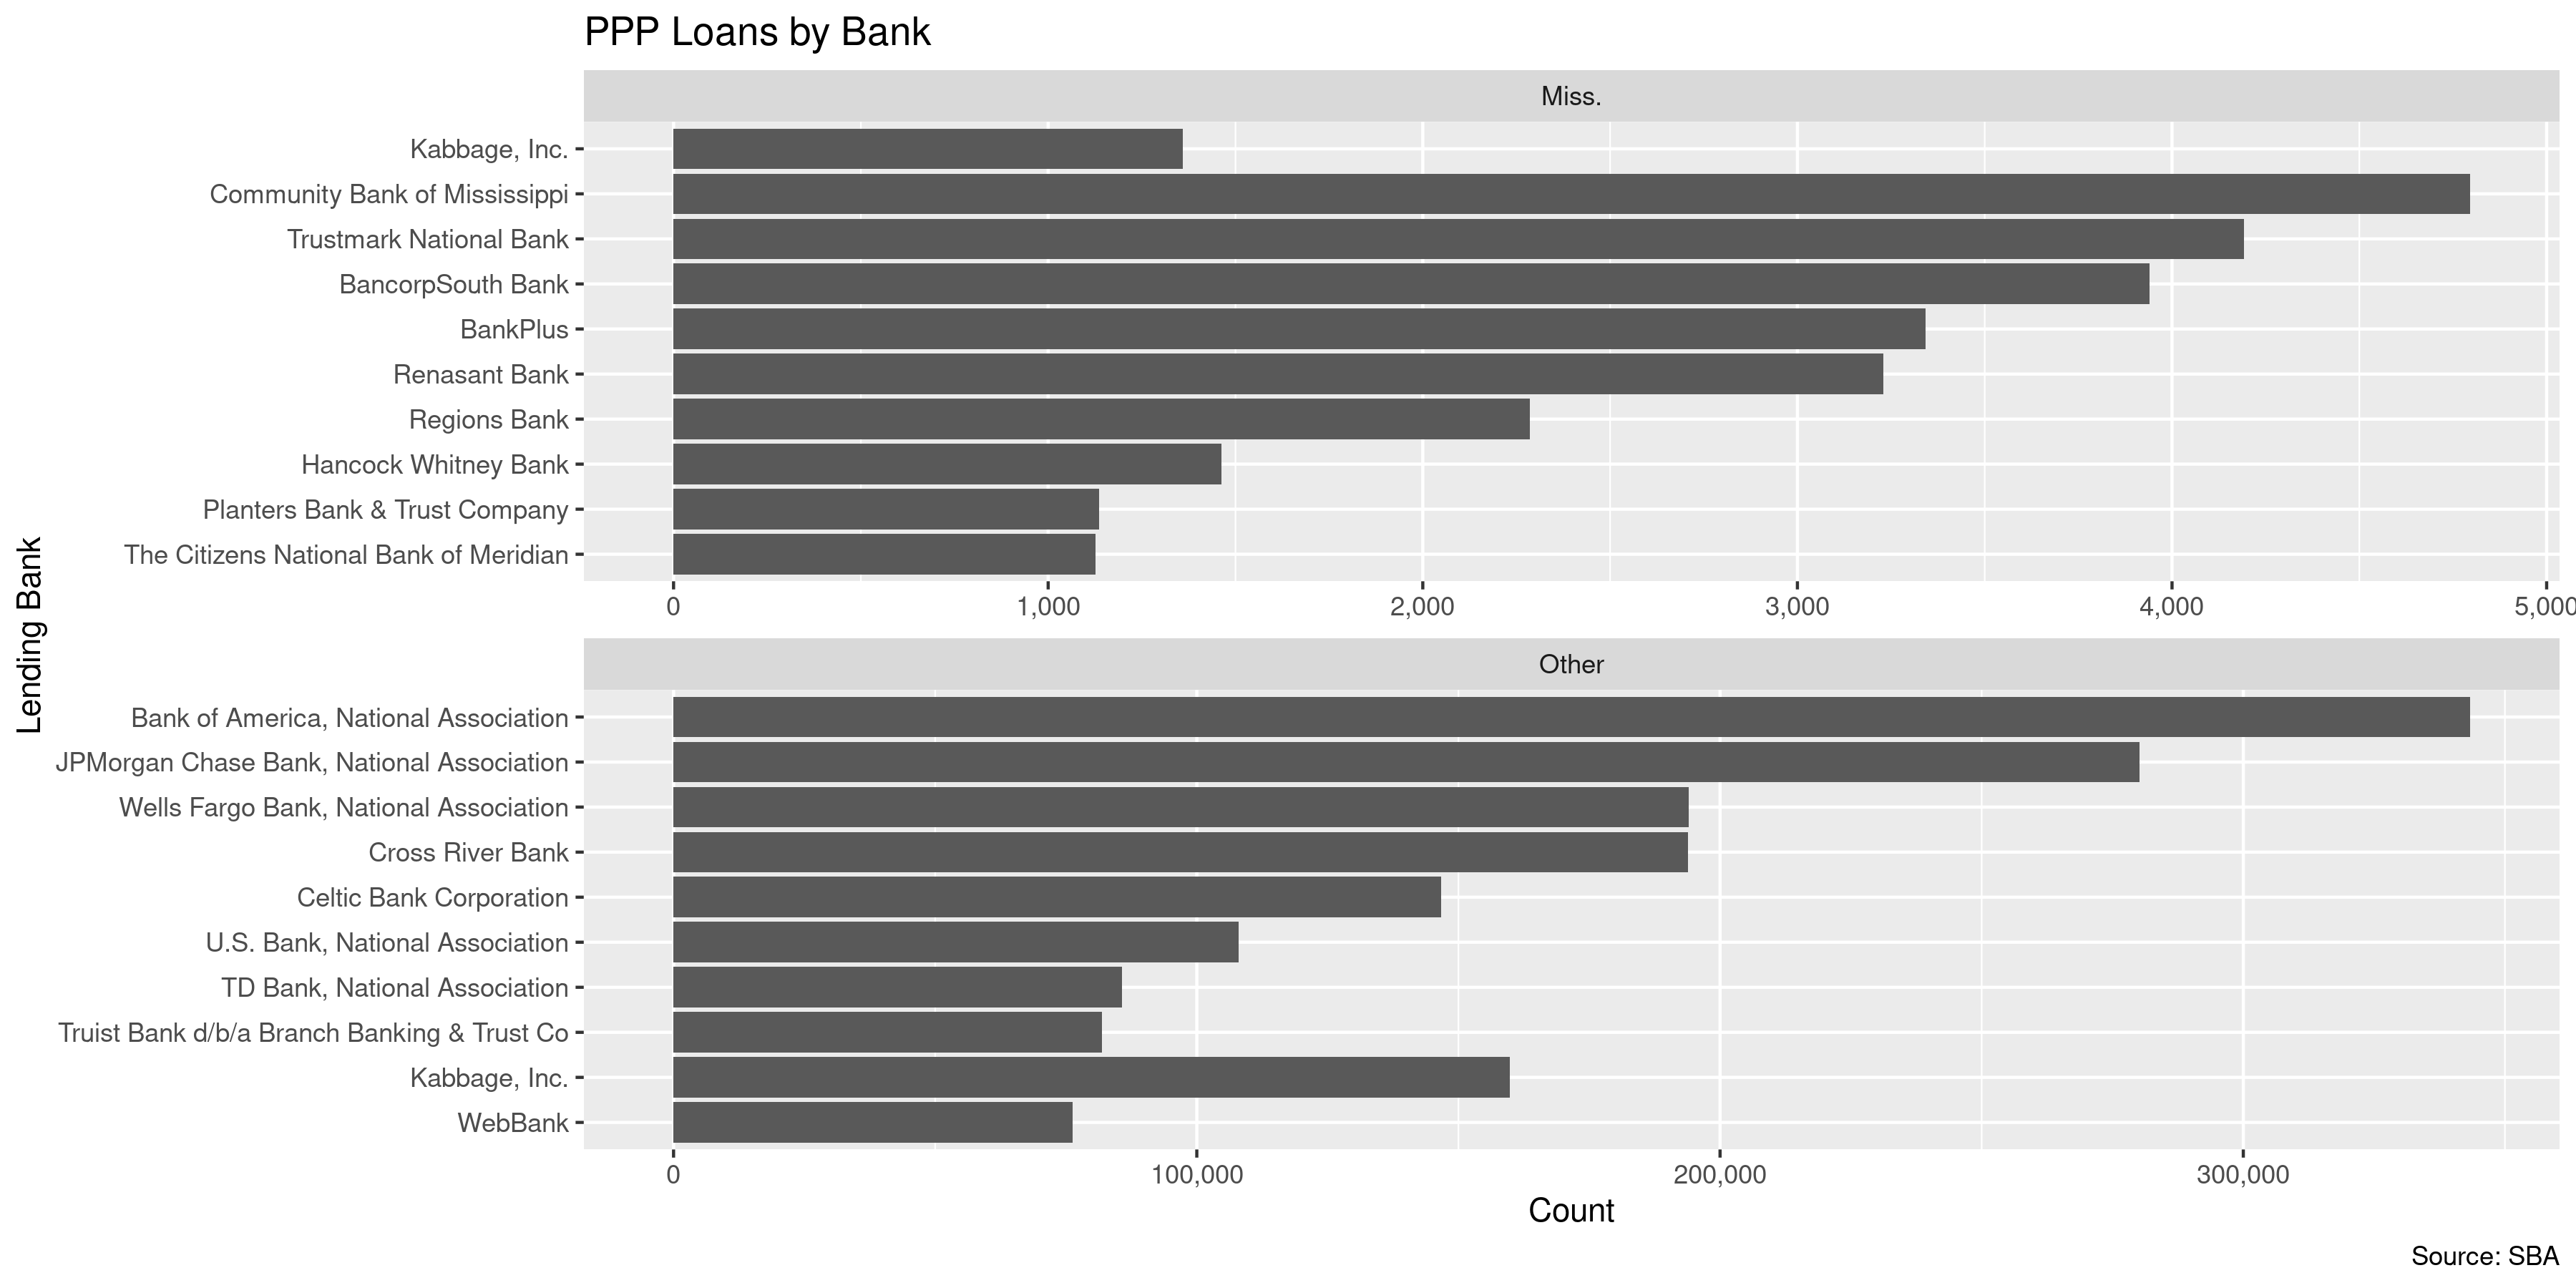 PPP Loans by Bank
Miss.
Kabbage, Inc.
Community Bank of Mississippi
Trustmark National Bank
BancorpSouth Bank
BankPlus
Renasant Bank
Regions Bank
Hancock Whitney Bank
Planters Bank & Trust Company
The Citizens National Bank of Meridian
0 1,000 2,000 3,000 4,000 5,000
Lending Bank
Other
Bank of America, National Association
JPMorgan Chase Bank, National Association
Wells Fargo Bank, National Association
Cross River Bank
Celtic Bank Corporation
U.S. Bank, National Association
TD Bank, National Association
Truist Bank d/b/a Branch Banking & Trust Co
Kabbage, Inc.
WebBank
0 100,000 200,000 300,000
Count
Source: SBA